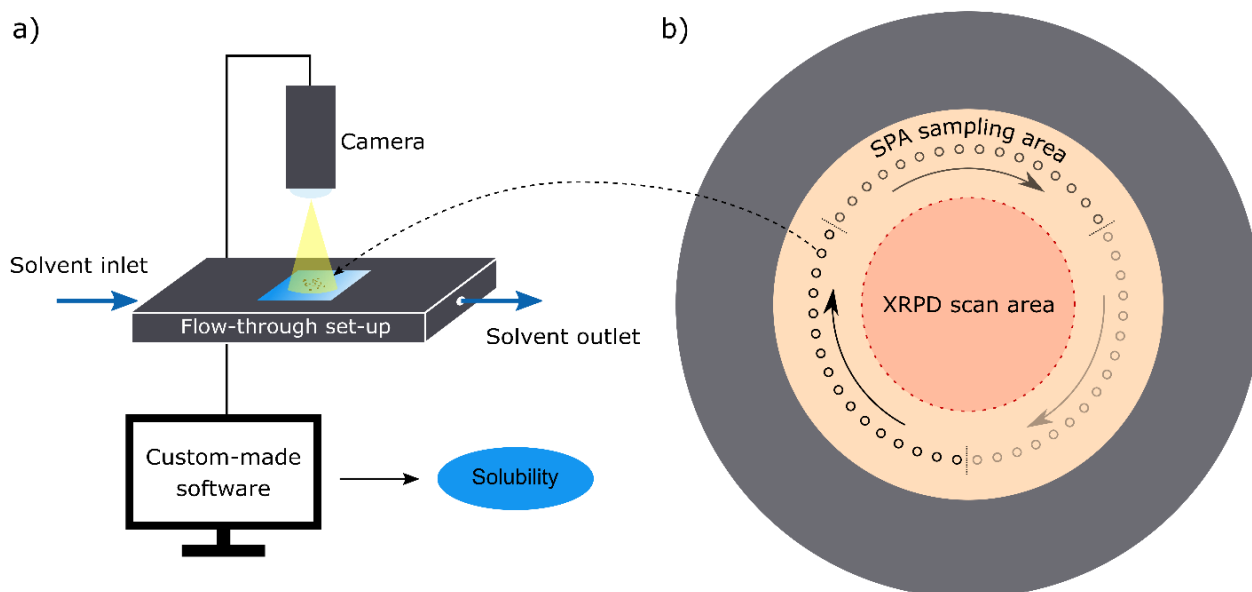 a)
Camera
Solvent inlet
Flow-through set-up
Solvent outlet
Custom-made
software
Solubility
b)
SPA sampling area
XRPD scan area